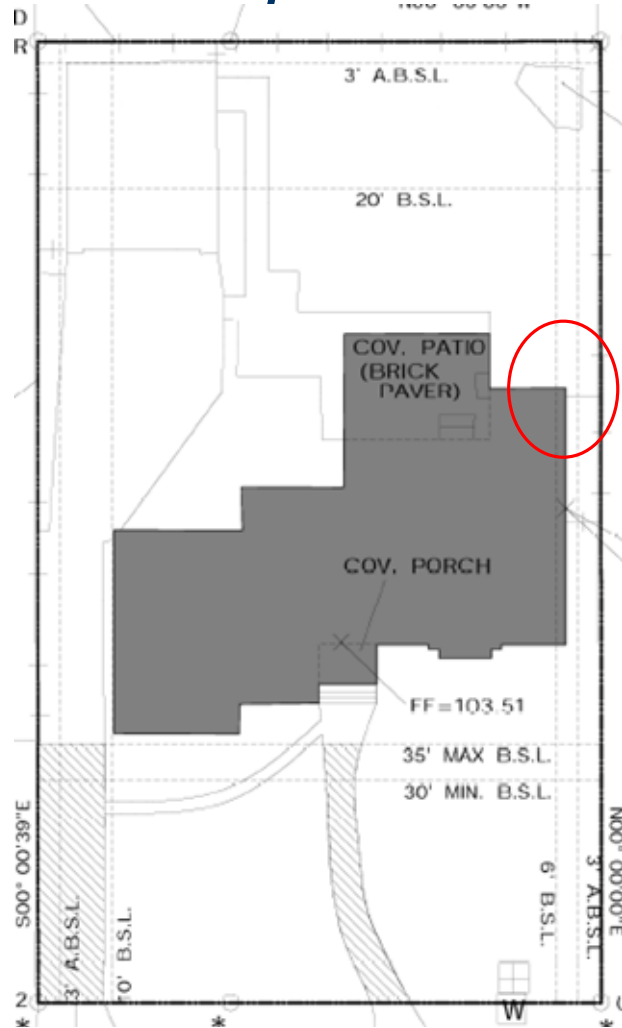 D
R
3' A.B.S.L.
20' B.S.L.
COV. PATIO
(BRICK
PAVER)
COV. PORCH
FF=103.51
35' MAX B.S.L.
30' MIN. B.S.L.
S00° 00'39"E
3' A.B.S.L.
10' B.S.L.
6' B.S.L.
3' A.B.S.L.
N00° 00'00"E
2
W
*
*
*